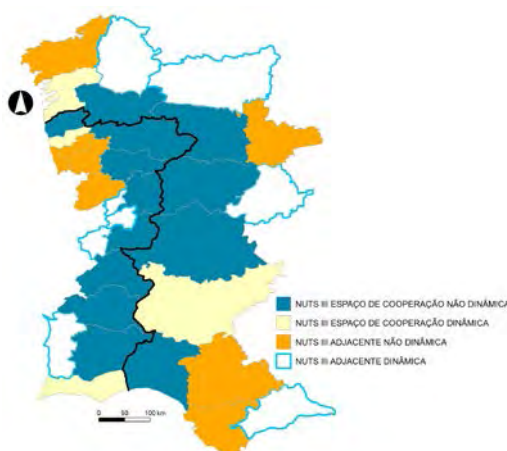 NUTS III ESPAÇO DE COOPERAÇÃO NÃO DINÂMICA
NUTS III ESPAÇO DE COOPERAÇÃO DINÂMICA
NUTS III ADJACENTE NÃO DINÂMICA
NUTS III ADJACENTE DINÂMICA
0 50 100 km